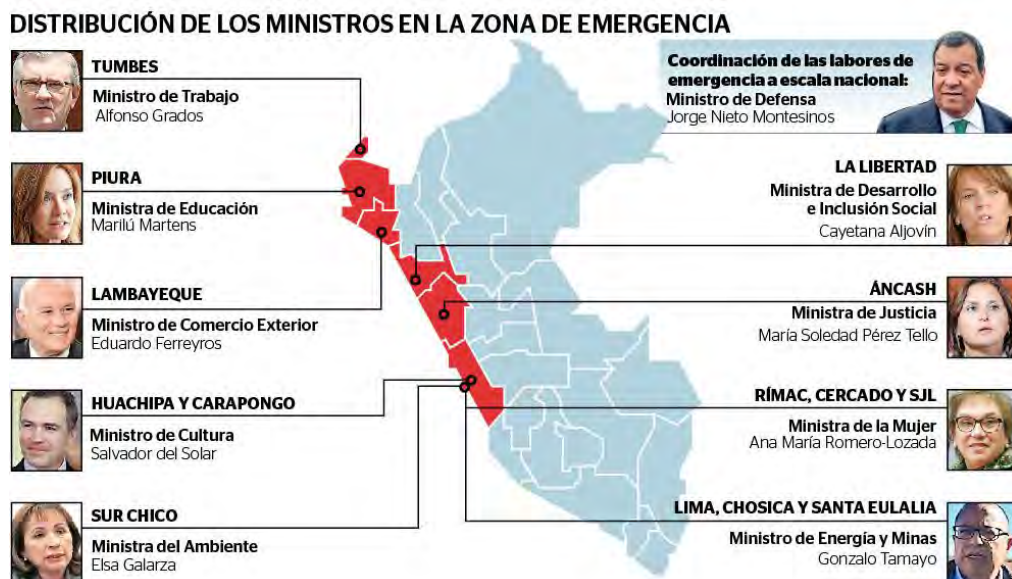 DISTRIBUCIÓN DE LOS MINISTROS EN LA ZONA DE EMERGENCIA
TUMBES
Ministro de Trabajo
Alfonso Grados
PIURA
Ministra de Educación
Marilú Martens
LAMBAYEQUE
Ministro de Comercio Exterior
Eduardo Ferreyros
HUACHIPA Y CARAPONGO
Ministro de Cultura
Salvador del Solar
SUR CHICO
Ministra del Ambiente
Elsa Galarza
Coordinación de las labores de
emergencia a escala nacional:
Ministro de Defensa
Jorge Nieto Montesinos
LA LIBERTAD
Ministra de Desarrollo
e Inclusión Social
Cayetana Aljovín
ÁNCASH
Ministra de Justicia
María Soledad Pérez Tello
RÍMAC, CERCADO Y SJL
Ministra de la Mujer
Ana María Romero-Lozada
LIMA, CHOSICA Y SANTA EULALIA
Ministro de Energía y Minas
Gonzalo Tamayo